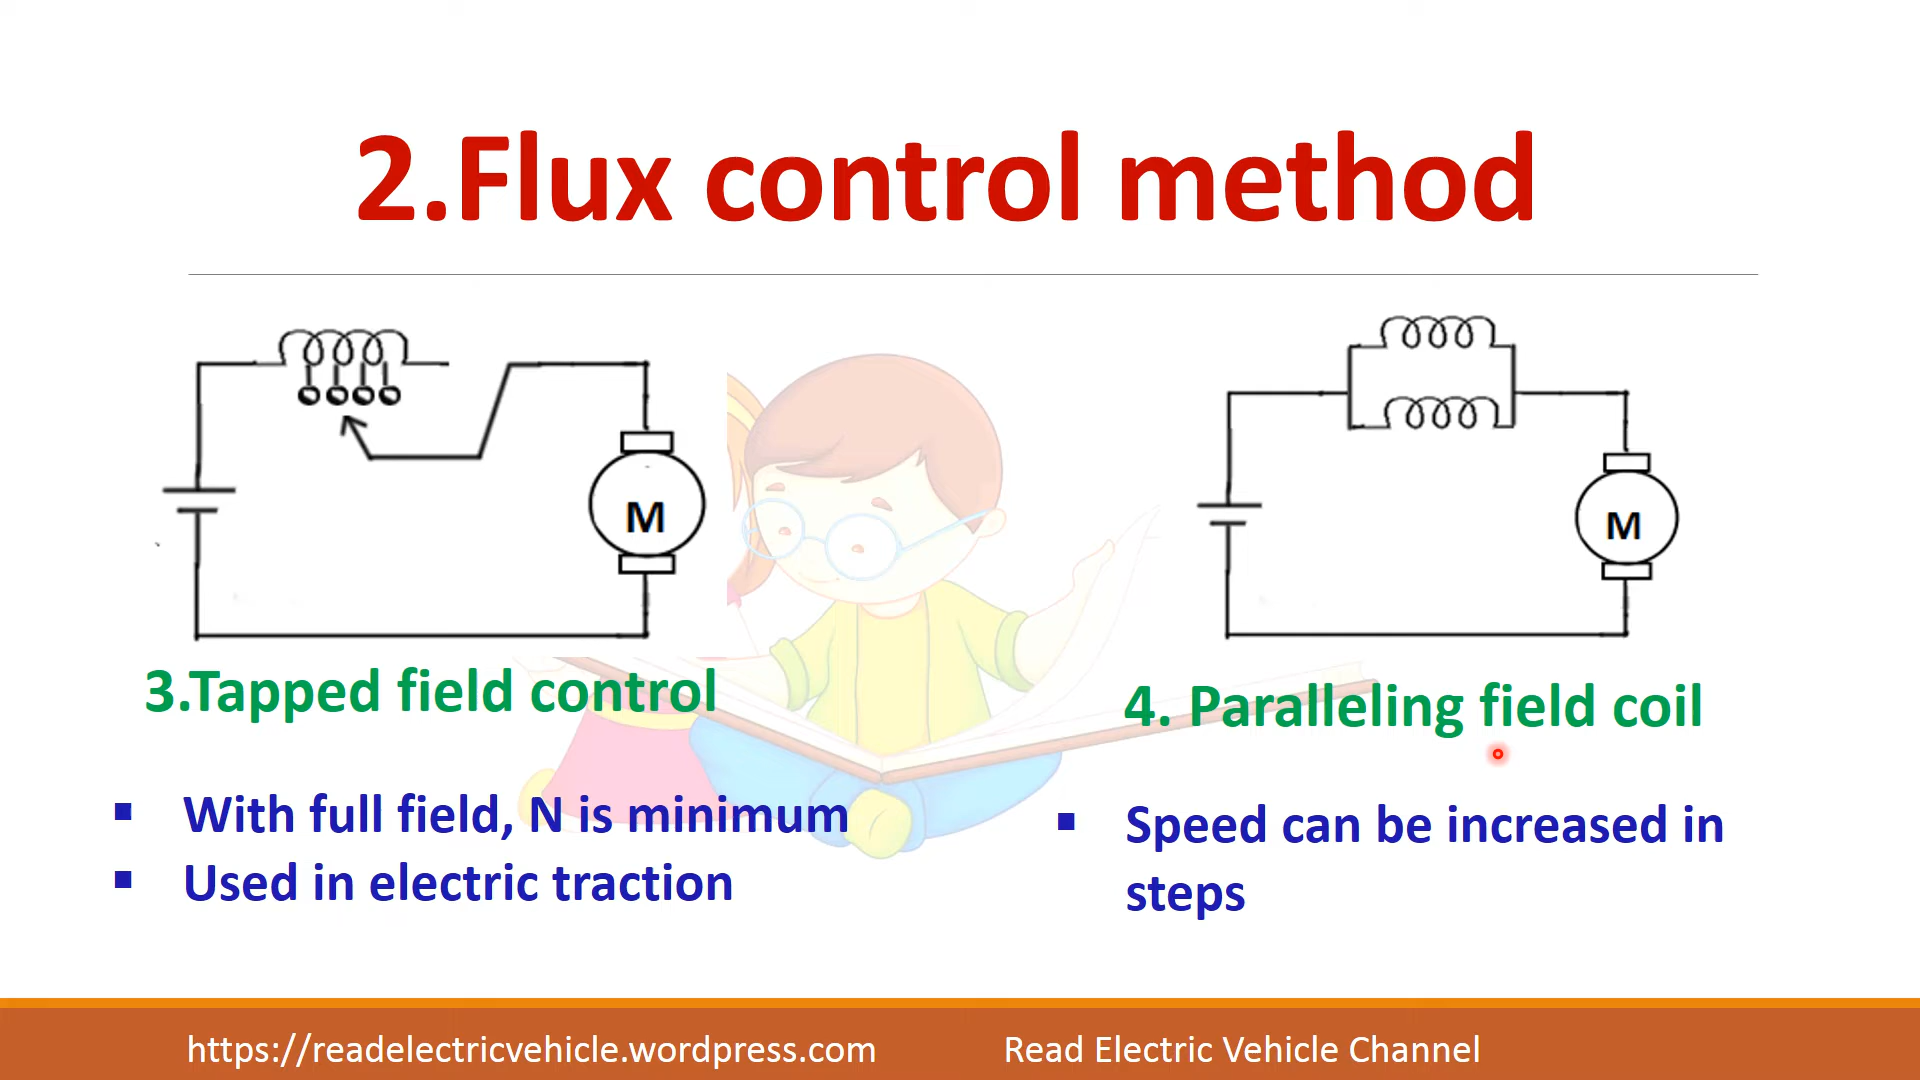 2.Flux control method
M
M
3.Tapped field control
4. Paralleling field coil
▪ With full field, N is minimum
▪ Used in electric traction
▪ Speed can be increased in
steps
https://readelectricvehicle.wordpress.com
Read Electric Vehicle Channel